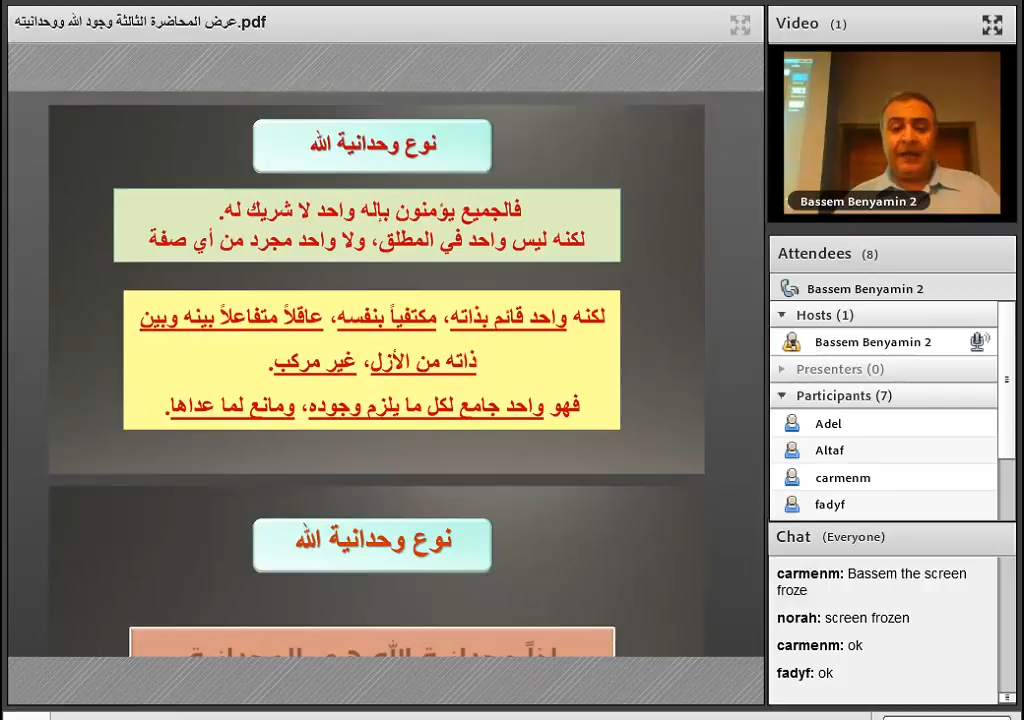 عرض المحاضرة الثالثة وجود الله ووحدانيته.pdf
نوع وحدانية الله
فالجميع يؤمنون بإله واحد لا شريك له.
لكنه ليس واحد في المطلق، ولا واحد مجرد من أي صفة
لكنه واحد قائم بذاته، مكتفياً بنفسه، عاقلاً متفاعلاً بينه وبين
ذاته من الأزل، غير مركب.
فهو واحد جامع لكل ما يلزم وجوده، ومانع لما عداها.
نوع وحدانية الله
Video (1)
Bassem Benyamin 2
Attendees (8)
Bassem Benyamin 2
Hosts (1)
Bassem Benyamin 2
Presenters (0)
Participants (7)
Adel
Altaf
carmenm
fadyf
Chat (Everyone)
carmenm: Bassem the screen
froze
norah: screen frozen
carmenm: ok
fadyf: ok